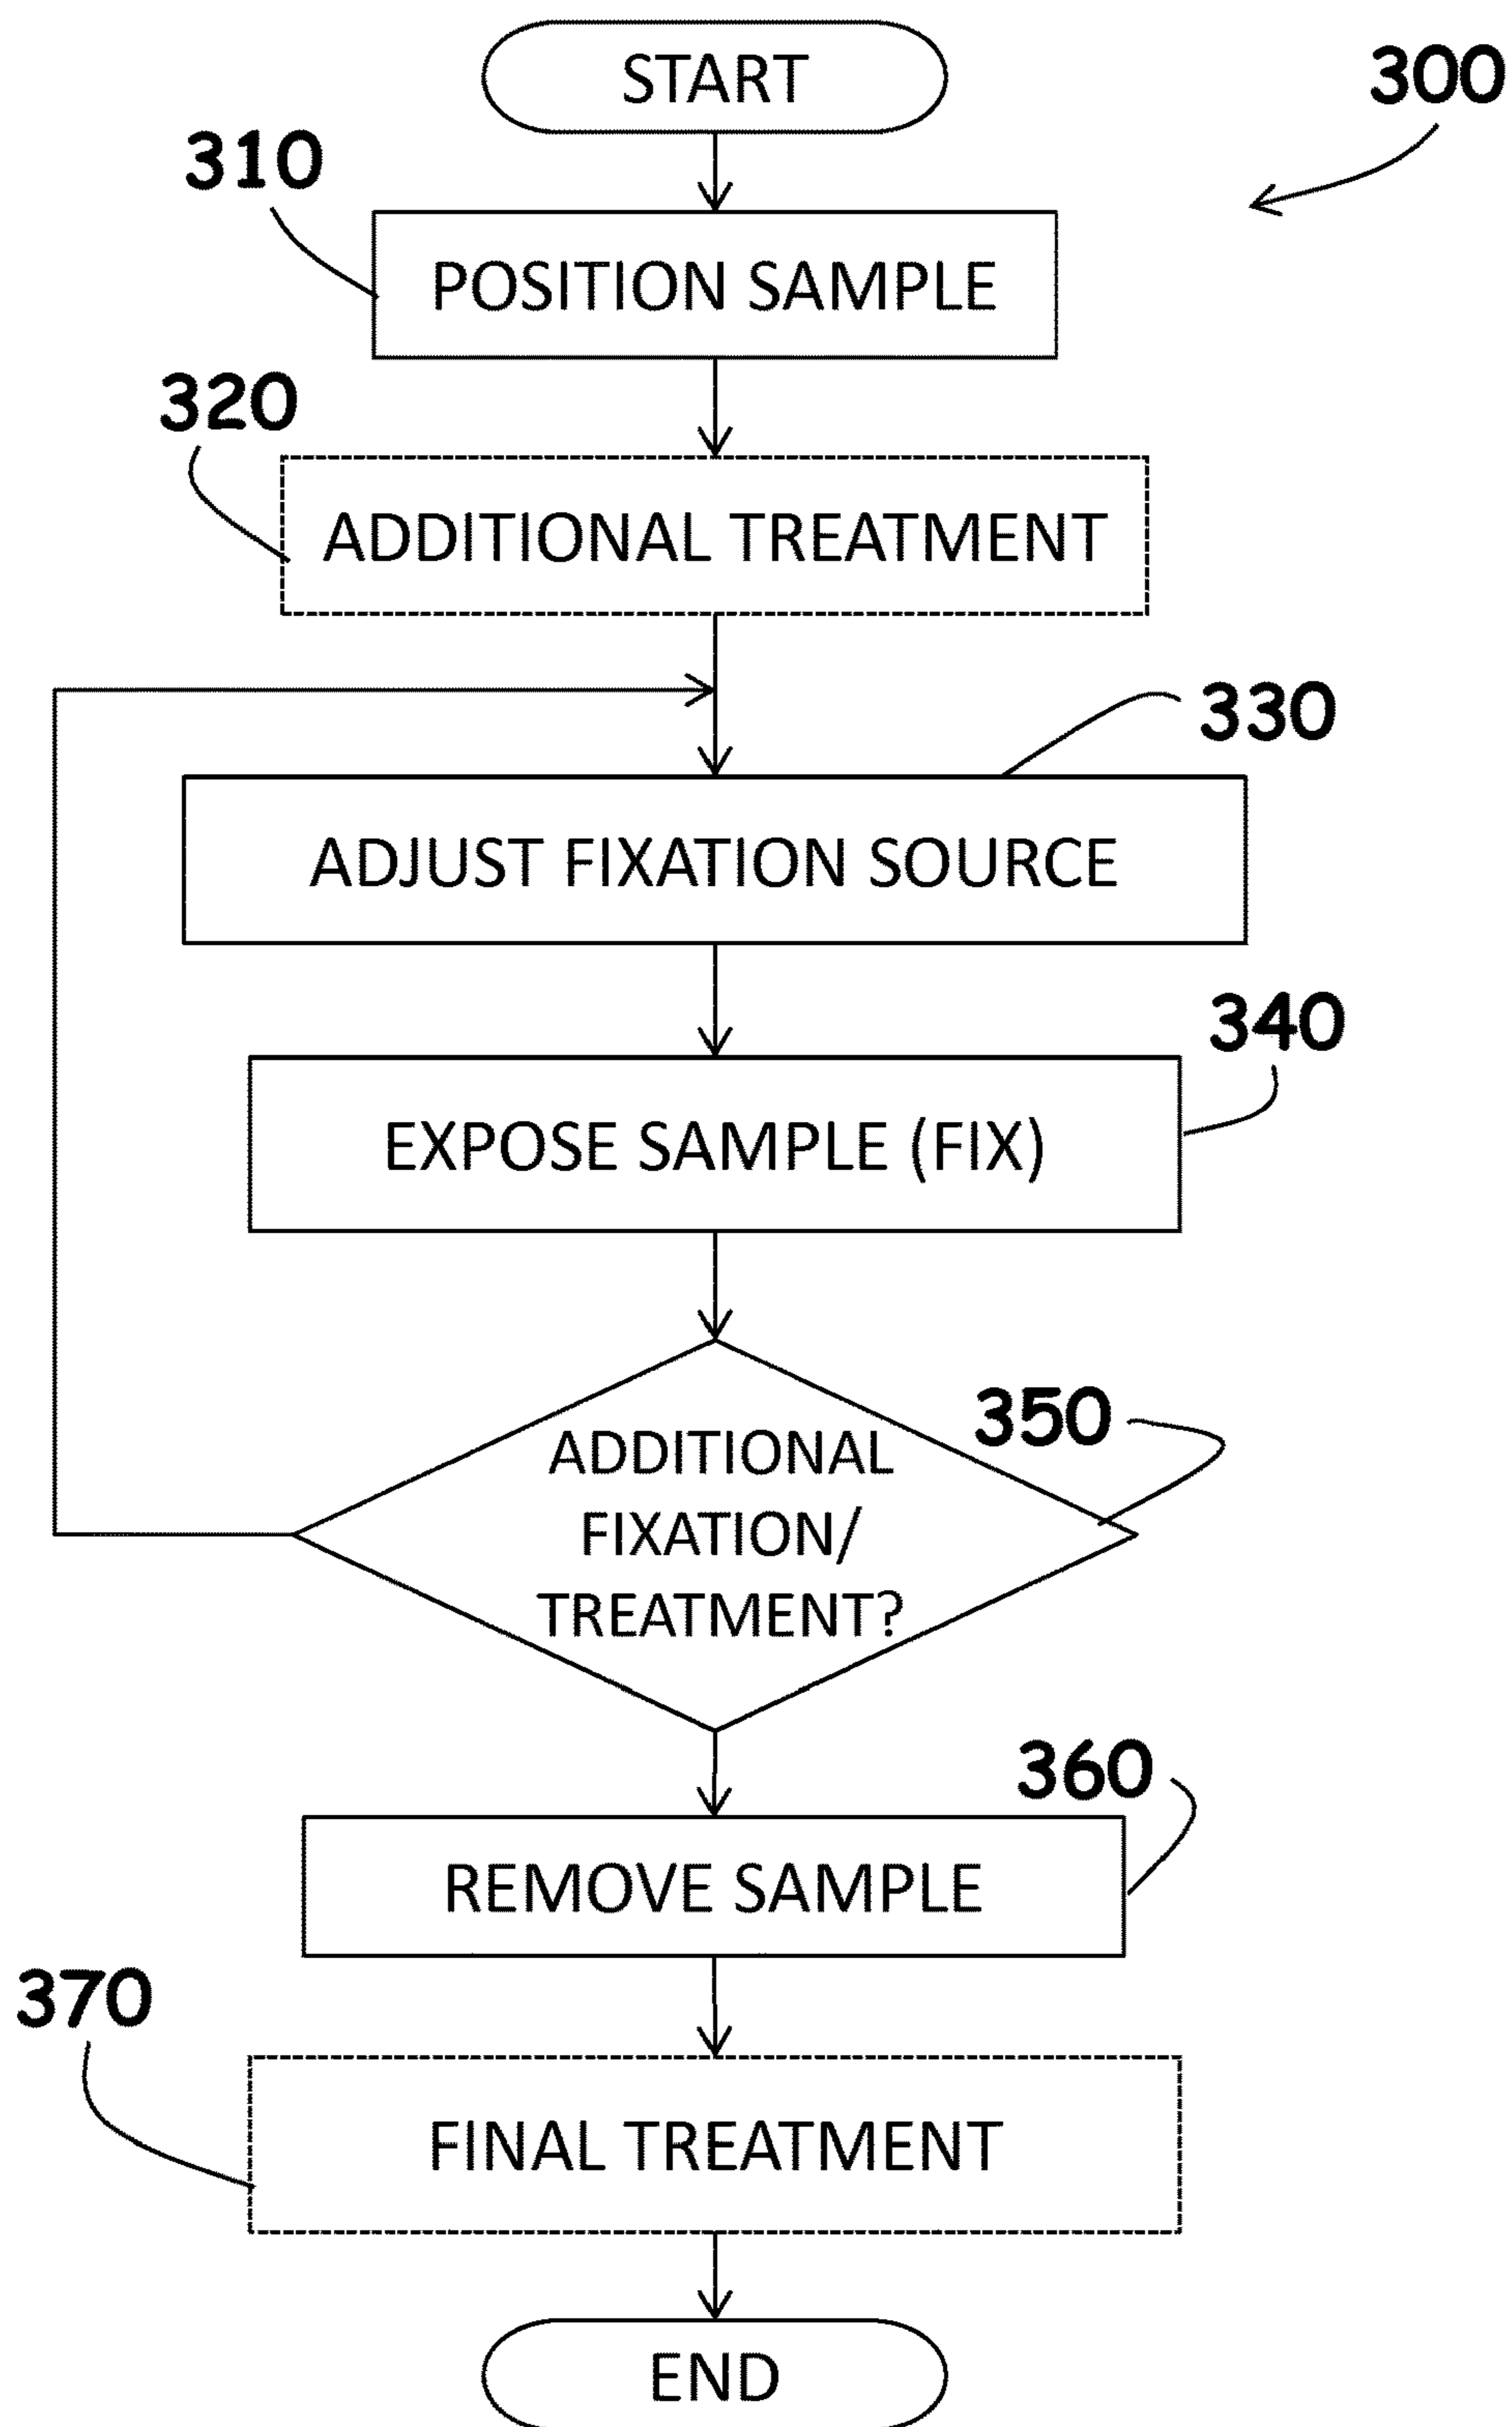 START
300
310
POSITION SAMPLE
320
ADDITIONAL TREATMENT
330
ADJUST FIXATION SOURCE
340
EXPOSE SAMPLE (FIX)
350
ADDITIONAL
FIXATION/
TREATMENT?
360
REMOVE SAMPLE
370
FINAL TREATMENT
END